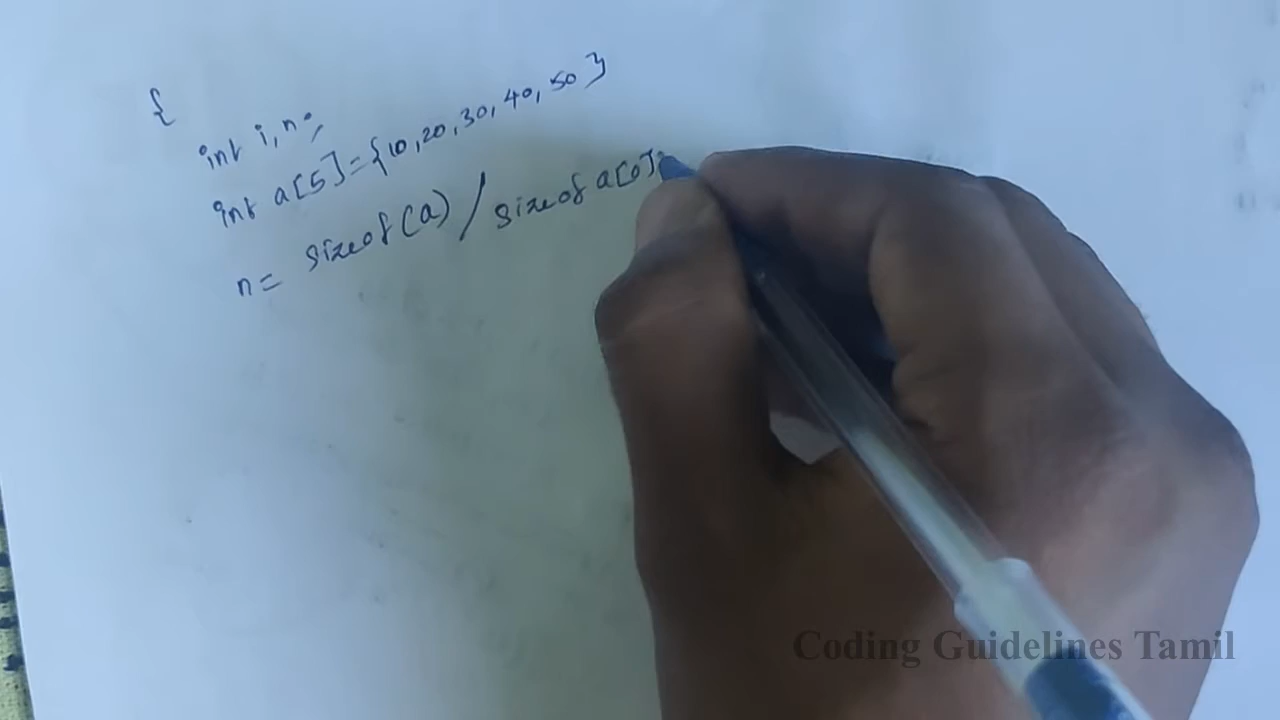 {
int i,n;
int a[5]={10,20,30,40,50}
n= sizeof(a)/sizeof a[0];
Coding Guidelines Tamil